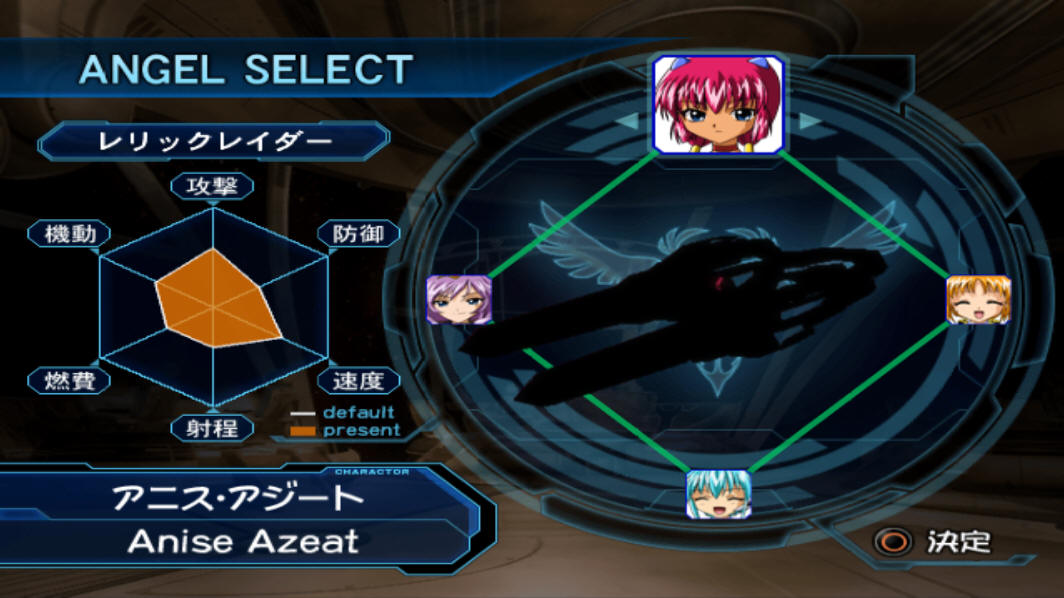 ANGEL SELECT
レリックレイダー
攻撃
機動
防御
燃費
速度
射程
default
present
CHARACTOR
アニス・アジート
Anise Azeat
決定